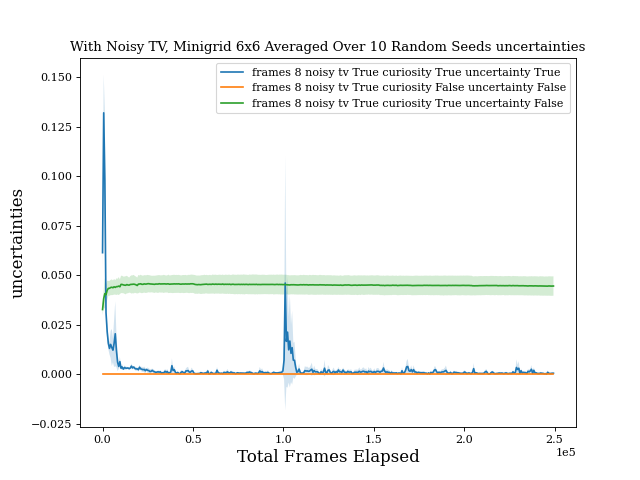 With Noisy TV, Minigrid 6x6 Averaged Over 10 Random Seeds uncertainties
frames 8 noisy tv True curiosity True uncertainty True
frames 8 noisy tv True curiosity False uncertainty False
frames 8 noisy tv True curiosity True uncertainty False
uncertainties
0.150
0.125
0.100
0.075
0.050
0.025
0.000
−0.025
0.0 0.5 1.0 1.5 2.0 2.5
1e5
Total Frames Elapsed